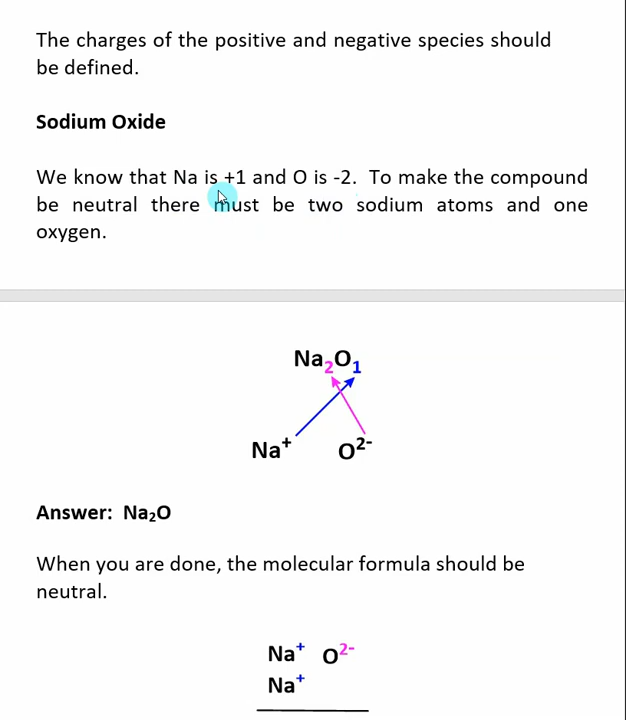 The charges of the positive and negative species should
be defined.
Sodium Oxide
We know that Na is +1 and O is -2. To make the compound
be neutral there must be two sodium atoms and one
oxygen.
Na₂O₁
Na⁺ O²⁻
Answer: Na₂O
When you are done, the molecular formula should be
neutral.
Na⁺ O²⁻
Na⁺